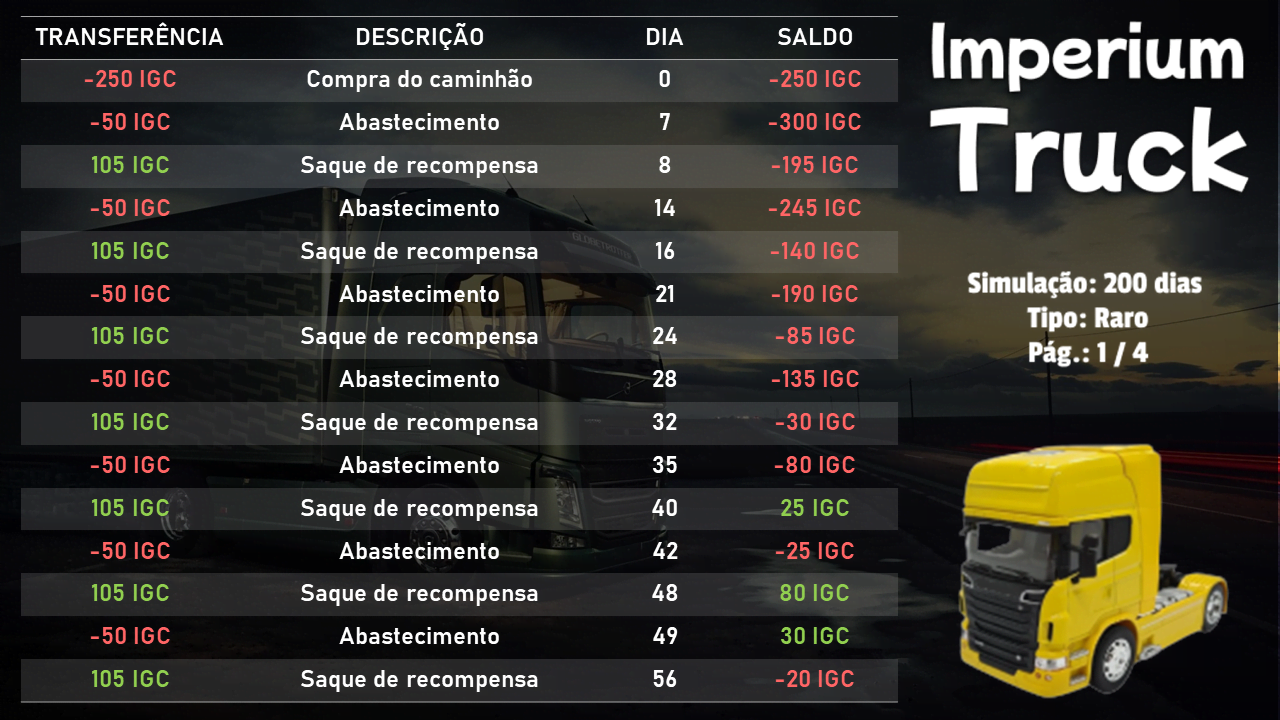 TRANSFERÊNCIA DESCRIÇÃO DIA SALDO
-250 IGC Compra do caminhão 0 -250 IGC
-50 IGC Abastecimento 7 -300 IGC
105 IGC Saque de recompensa 8 -195 IGC
-50 IGC Abastecimento 14 -245 IGC
105 IGC Saque de recompensa 16 -140 IGC
-50 IGC Abastecimento 21 -190 IGC
105 IGC Saque de recompensa 24 -85 IGC
-50 IGC Abastecimento 28 -135 IGC
105 IGC Saque de recompensa 32 -30 IGC
-50 IGC Abastecimento 35 -80 IGC
105 IGC Saque de recompensa 40 25 IGC
-50 IGC Abastecimento 42 -25 IGC
105 IGC Saque de recompensa 48 80 IGC
-50 IGC Abastecimento 49 30 IGC
105 IGC Saque de recompensa 56 -20 IGC
Imperium
Truck
Simulação: 200 dias
Tipo: Raro
Pág.: 1 / 4
GLOBETROTTER